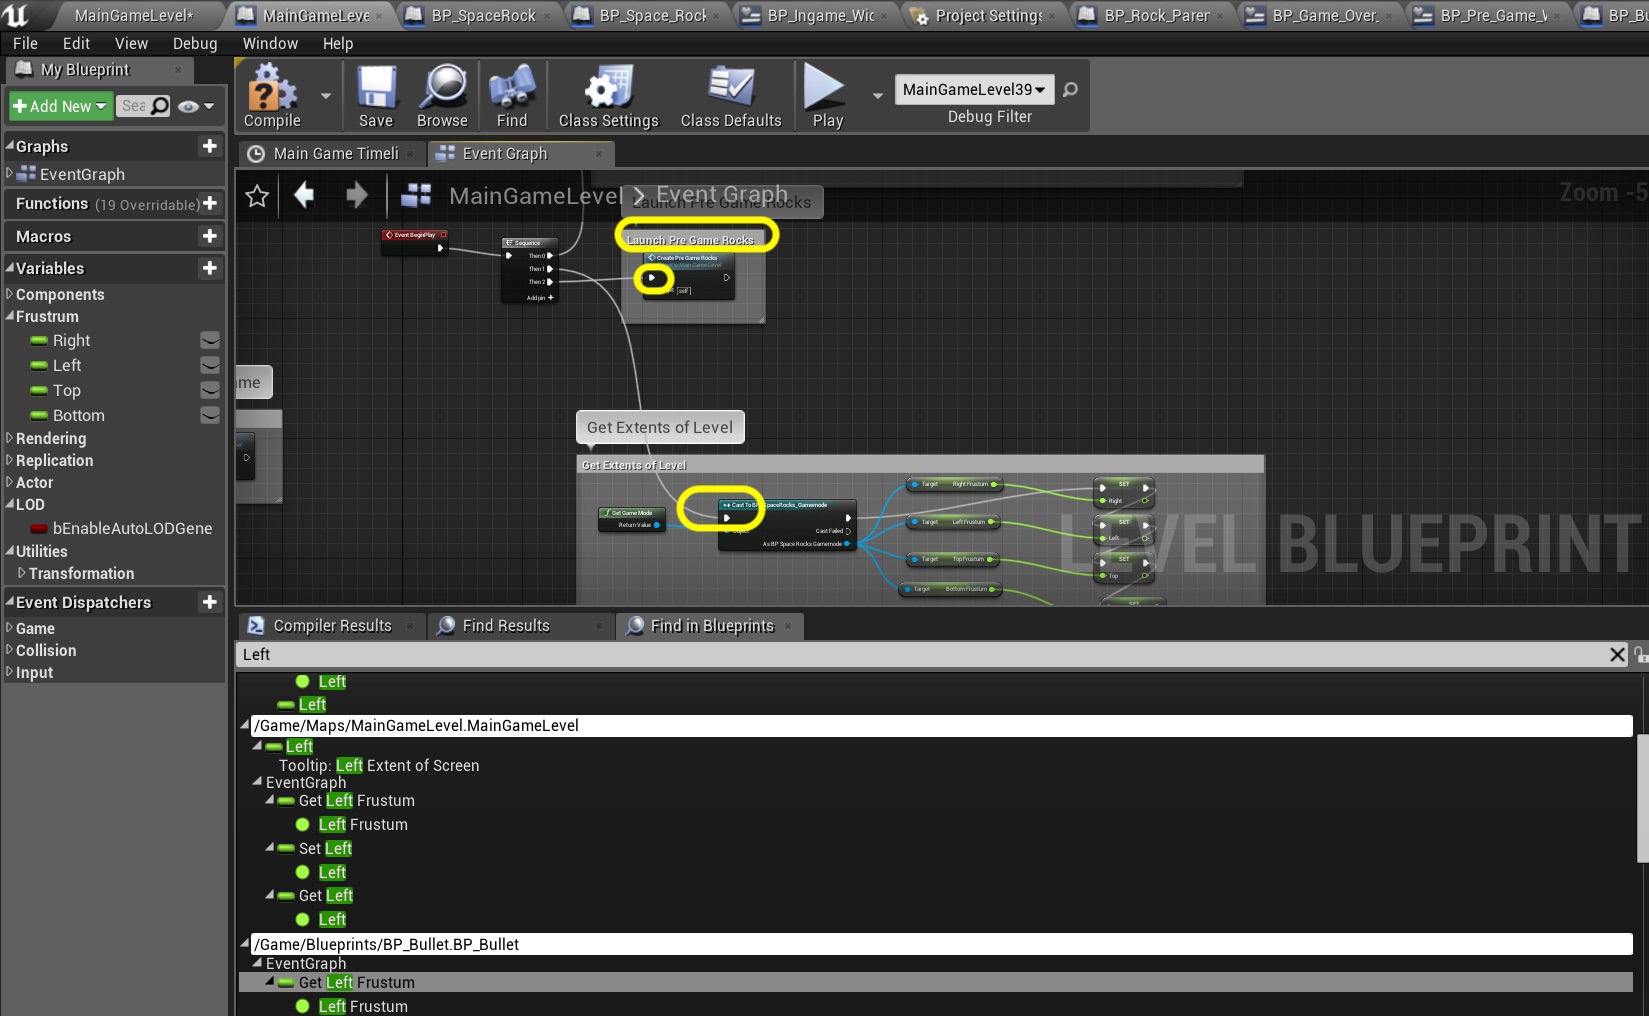 MainGameLevel*
MainGameLeve
BP_SpaceRock
BP_Space_Rock
BP_Ingame_Wid
Project Settings
BP_Rock_Paren
BP_Game_Over_
BP_Pre_Game_W
BP_Bu
File Edit View Debug Window Help
My Blueprint
Add New
Sea
Compile
Save
Browse
Find
Class Settings
Class Defaults
Play
MainGameLevel39
Debug Filter
Graphs
EventGraph
Functions (19 Overridable)
Macros
Variables
Components
Frustrum
Right
Left
Top
Bottom
Rendering
Replication
Actor
LOD
bEnableAutoLODGene
Utilities
Transformation
Event Dispatchers
Game
Collision
Input
Main Game Timeli
Event Graph
MainGameLevel > Event Graph
Zoom -5
Launch Pre Game Rocks
Launch Pre Game Rocks
Event BeginPlay
Sequence
Then 0
Then 1
Then 2
Add pin +
Create Pre Game Rocks
self
ame
Get Extents of Level
Get Extents of Level
Get Game Mode
Return Value
Cast To BP_SpaceRocks_Gamemode
Cast Failed
As BP Space Rocks Gamemode
Target Right Frustum
Target Left Frustum
Target Top Frustum
Target Bottom Frustum
SET
Right
SET
Left
SET
Top
SET
LEVEL BLUEPRINT
Compiler Results
Find Results
Find in Blueprints
Left
Left
Left
/Game/Maps/MainGameLevel.MainGameLevel
Left
Tooltip: Left Extent of Screen
EventGraph
Get Left Frustum
Left Frustum
Set Left
Left
Get Left
Left
/Game/Blueprints/BP_Bullet.BP_Bullet
EventGraph
Get Left Frustum
Left Frustum